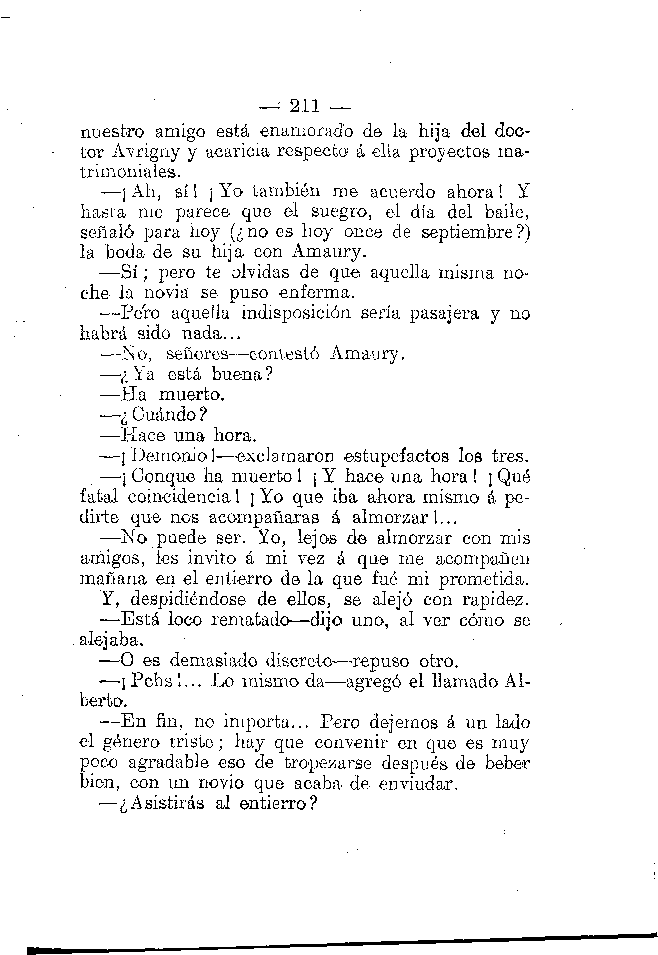 — 211 —
nuestro amigo está enamorado de la hija del doc-
tor Avrigny y acaricia respecto á ella proyectos ma-
trimoniales.
—¡Ah, sí! ¡Yo también me acuerdo ahora! Y
hasta me parece que el suegro, el día del baile,
señaló para hoy (¿no es hoy once de septiembre?)
la boda de su hija con Amaury.
—Sí; pero te olvidas de que aquella misma no-
che la novia se puso enferma.
—Pero aquella indisposición sería pasajera y no
habrá sido nada...
—No, señores—contestó Amaury.
—¿Ya está buena?
—Ha muerto.
—¿Cuándo?
—Hace una hora.
—¡Demonio!—exclamaron estupefactos los tres.
—¡Conque ha muerto! ¡Y hace una hora! ¡Qué
fatal coincidencia! ¡Yo que iba ahora mismo á pe-
dirte que nos acompañaras á almorzar!...
—No puede ser. Yo, lejos de almorzar con mis
amigos, les invito á mi vez á que me acompañen
mañana en el entierro de la que fué mi prometida.
Y, despidiéndose de ellos, se alejó con rapidez.
—Está loco rematado—dijo uno, al ver cómo se
alejaba.
—O es demasiado discreto—repuso otro.
—¡Pchs!... Lo mismo da—agregó el llamado Al-
berto.
—En fin, no importa... Pero dejemos á un lado
el género triste; hay que convenir en que es muy
poco agradable eso de tropezarse después de beber
bien, con un novio que acaba de enviudar.
—¿Asistirás al entierro?